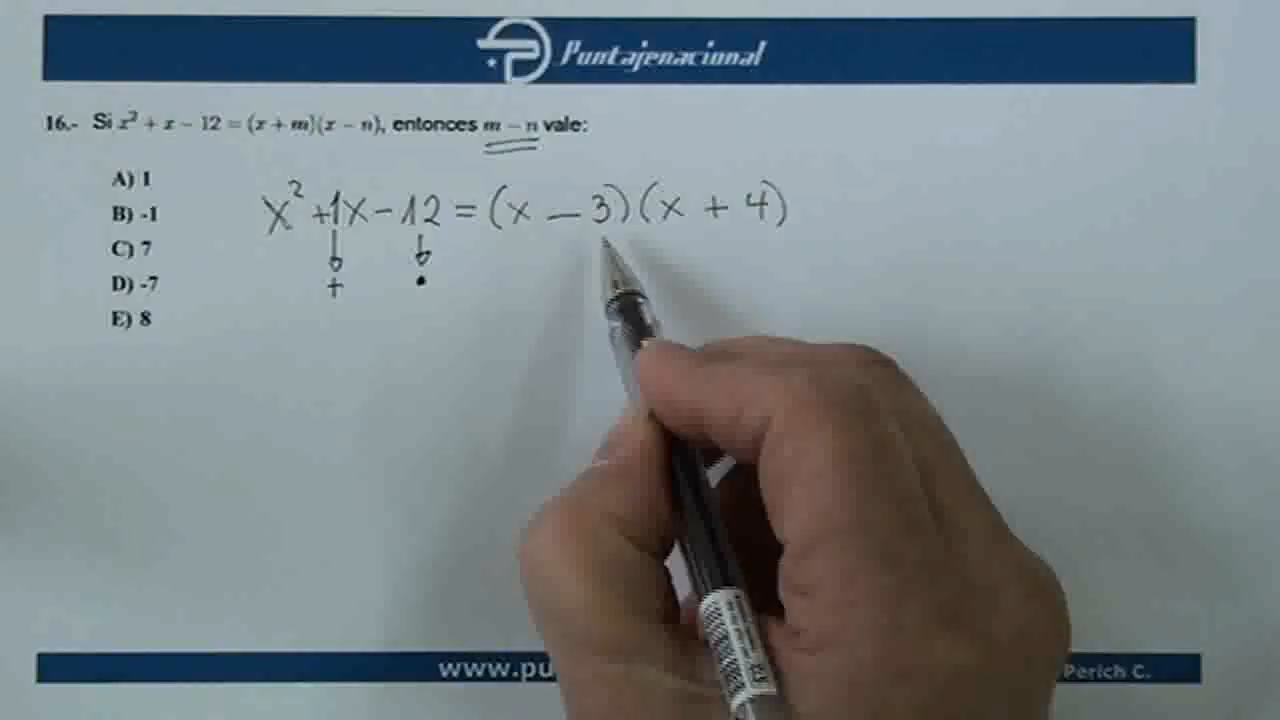 Puntajenacional
16.- Si x² + x − 12 = (x + m)(x − n), entonces m − n vale:
A) 1
B) -1
C) 7
D) -7
E) 8
x² +1x −12 = (x − 3)(x + 4)
+ •
www.pu
Perich C.